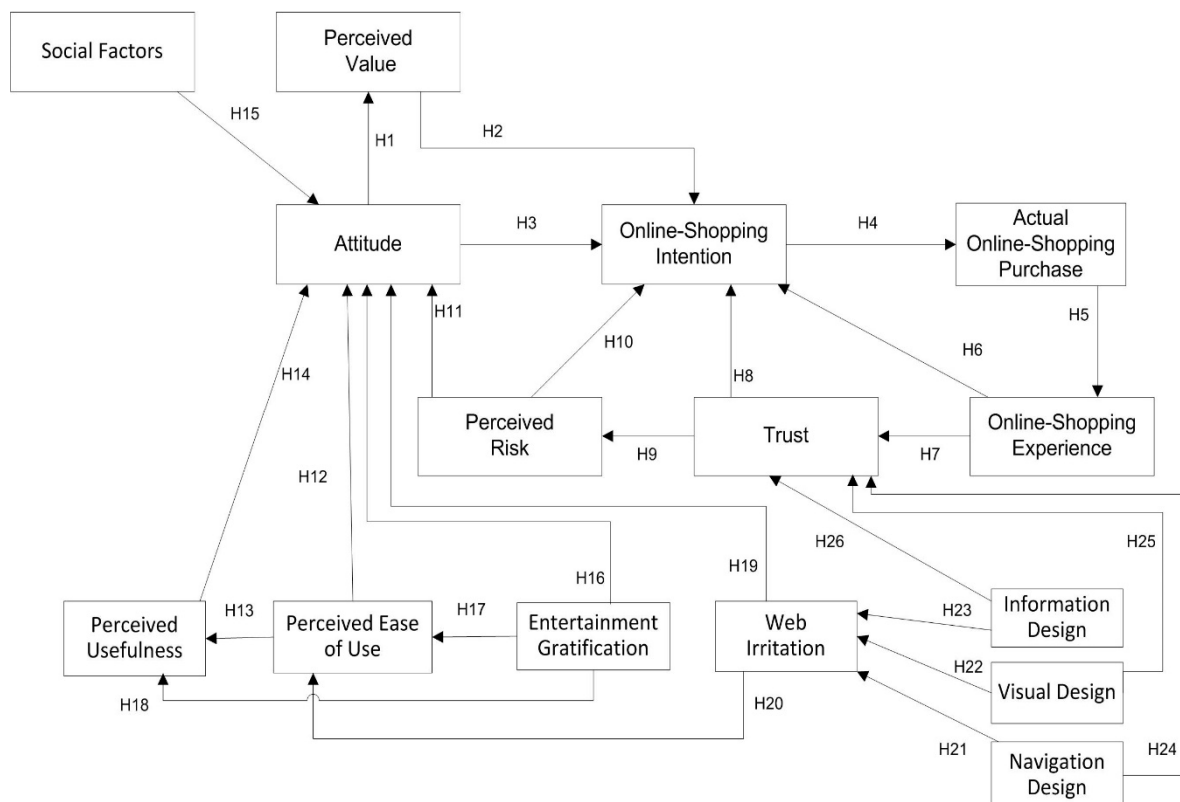 Social Factors
Perceived
Value
H15
H1
H2
Attitude
H3
Online-Shopping
Intention
H4
Actual
Online-Shopping
Purchase
H11
H10
H5
H6
H14
H8
Perceived
Risk
H9
Trust
H7
Online-Shopping
Experience
H12
H26
H25
H16
H19
Perceived
Usefulness
H13
Perceived Ease
of Use
H17
Entertainment
Gratification
Web
Irritation
H23
Information
Design
H22
Visual Design
H18
H20
H21
Navigation
Design
H24